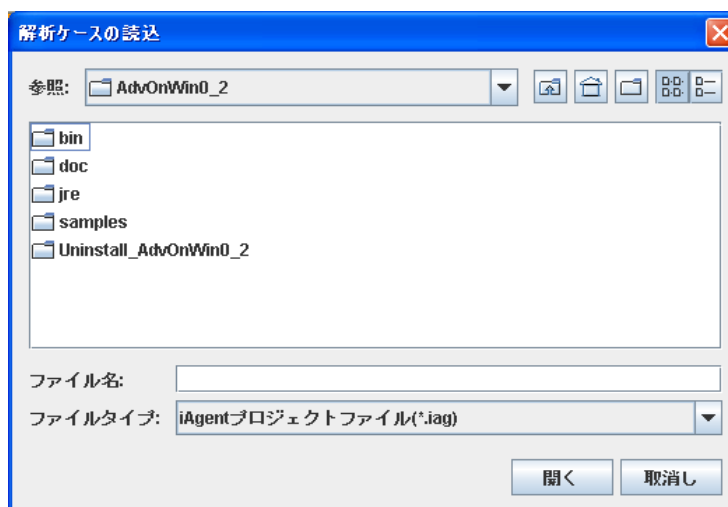 解析ケースの読込
参照: AdvOnWin0_2
bin
doc
jre
samples
Uninstall_AdvOnWin0_2
ファイル名:
ファイルタイプ: iAgentプロジェクトファイル(*.iag)
開く 取消し